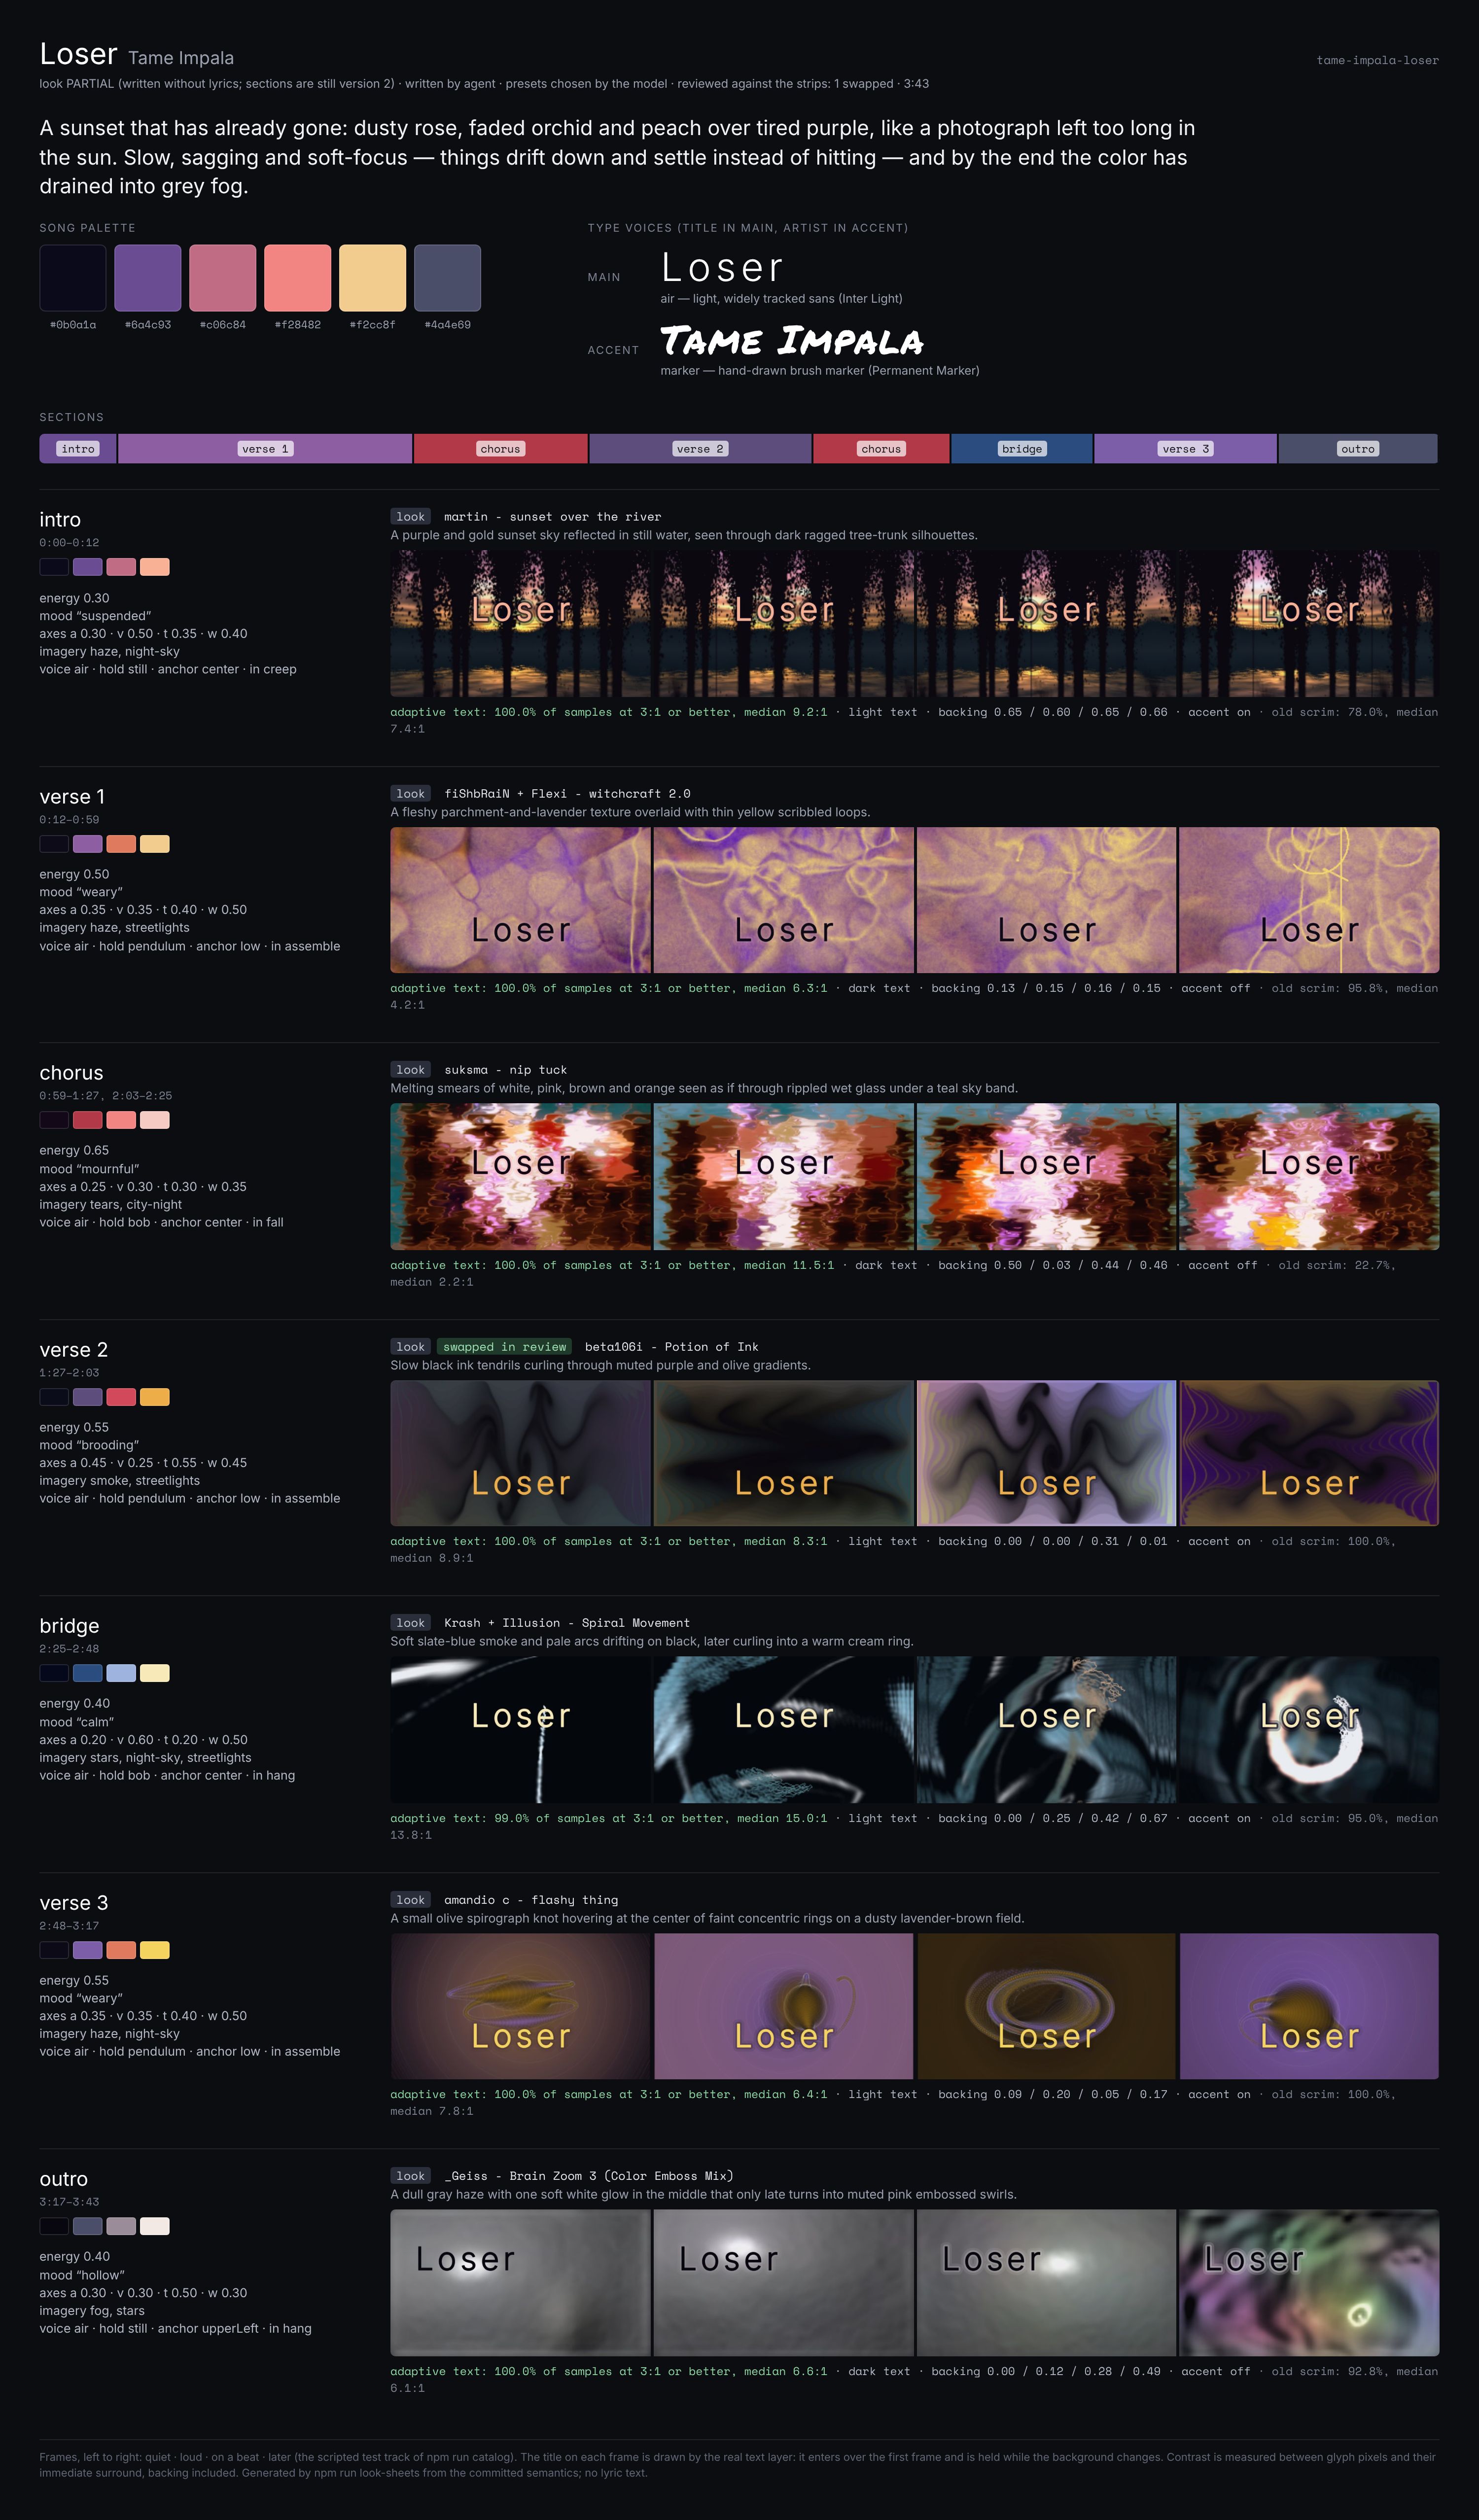 Loser Tame Impala
tame-impala-loser
look PARTIAL (written without lyrics; sections are still version 2) · written by agent · presets chosen by the model · reviewed against the strips: 1 swapped · 3:43
A sunset that has already gone: dusty rose, faded orchid and peach over tired purple, like a photograph left too long in
the sun. Slow, sagging and soft-focus — things drift down and settle instead of hitting — and by the end the color has
drained into grey fog.
SONG PALETTE
#0b0a1a #6a4c93 #c06c84 #f28482 #f2cc8f #4a4e69
TYPE VOICES (TITLE IN MAIN, ARTIST IN ACCENT)
MAIN Loser
air — light, widely tracked sans (Inter Light)
ACCENT Tame Impala
marker — hand-drawn brush marker (Permanent Marker)
SECTIONS
intro verse 1 chorus verse 2 chorus bridge verse 3 outro
intro
0:00–0:12
energy 0.30
mood “suspended”
axes a 0.30 · v 0.50 · t 0.35 · w 0.40
imagery haze, night-sky
voice air · hold still · anchor center · in creep
look martin - sunset over the river
A purple and gold sunset sky reflected in still water, seen through dark ragged tree-trunk silhouettes.
Loser Loser Loser Loser
adaptive text: 100.0% of samples at 3:1 or better, median 9.2:1 · light text · backing 0.65 / 0.60 / 0.65 / 0.66 · accent on · old scrim: 78.0%, median
7.4:1
verse 1
0:12–0:59
energy 0.50
mood “weary”
axes a 0.35 · v 0.35 · t 0.40 · w 0.50
imagery haze, streetlights
voice air · hold pendulum · anchor low · in assemble
look fiShbRaiN + Flexi - witchcraft 2.0
A fleshy parchment-and-lavender texture overlaid with thin yellow scribbled loops.
Loser Loser Loser Loser
adaptive text: 100.0% of samples at 3:1 or better, median 6.3:1 · dark text · backing 0.13 / 0.15 / 0.16 / 0.15 · accent off · old scrim: 95.8%, median
4.2:1
chorus
0:59–1:27, 2:03–2:25
energy 0.65
mood “mournful”
axes a 0.25 · v 0.30 · t 0.30 · w 0.35
imagery tears, city-night
voice air · hold bob · anchor center · in fall
look suksma - nip tuck
Melting smears of white, pink, brown and orange seen as if through rippled wet glass under a teal sky band.
Loser Loser Loser Loser
adaptive text: 100.0% of samples at 3:1 or better, median 11.5:1 · dark text · backing 0.50 / 0.03 / 0.44 / 0.46 · accent off · old scrim: 22.7%,
median 2.2:1
verse 2
1:27–2:03
energy 0.55
mood “brooding”
axes a 0.45 · v 0.25 · t 0.55 · w 0.45
imagery smoke, streetlights
voice air · hold pendulum · anchor low · in assemble
look swapped in review beta106i - Potion of Ink
Slow black ink tendrils curling through muted purple and olive gradients.
Loser Loser Loser Loser
adaptive text: 100.0% of samples at 3:1 or better, median 8.3:1 · light text · backing 0.00 / 0.00 / 0.31 / 0.01 · accent on · old scrim: 100.0%,
median 8.9:1
bridge
2:25–2:48
energy 0.40
mood “calm”
axes a 0.20 · v 0.60 · t 0.20 · w 0.50
imagery stars, night-sky, streetlights
voice air · hold bob · anchor center · in hang
look Krash + Illusion - Spiral Movement
Soft slate-blue smoke and pale arcs drifting on black, later curling into a warm cream ring.
Loser Loser Loser Loser
adaptive text: 99.0% of samples at 3:1 or better, median 15.0:1 · light text · backing 0.00 / 0.25 / 0.42 / 0.67 · accent on · old scrim: 95.0%, median
13.8:1
verse 3
2:48–3:17
energy 0.55
mood “weary”
axes a 0.35 · v 0.35 · t 0.40 · w 0.50
imagery haze, night-sky
voice air · hold pendulum · anchor low · in assemble
look amandio c - flashy thing
A small olive spirograph knot hovering at the center of faint concentric rings on a dusty lavender-brown field.
Loser Loser Loser Loser
adaptive text: 100.0% of samples at 3:1 or better, median 6.4:1 · light text · backing 0.09 / 0.20 / 0.05 / 0.17 · accent on · old scrim: 100.0%,
median 7.8:1
outro
3:17–3:43
energy 0.40
mood “hollow”
axes a 0.30 · v 0.30 · t 0.50 · w 0.30
imagery fog, stars
voice air · hold still · anchor upperLeft · in hang
look _Geiss - Brain Zoom 3 (Color Emboss Mix)
A dull gray haze with one soft white glow in the middle that only late turns into muted pink embossed swirls.
Loser Loser Loser Loser
adaptive text: 100.0% of samples at 3:1 or better, median 6.6:1 · dark text · backing 0.00 / 0.12 / 0.28 / 0.49 · accent off · old scrim: 92.8%, median
6.1:1
Frames, left to right: quiet · loud · on a beat · later (the scripted test track of npm run catalog). The title on each frame is drawn by the real text layer: it enters over the first frame and is held while the background changes. Contrast is measured between glyph pixels and their
immediate surround, backing included. Generated by npm run look-sheets from the committed semantics; no lyric text.